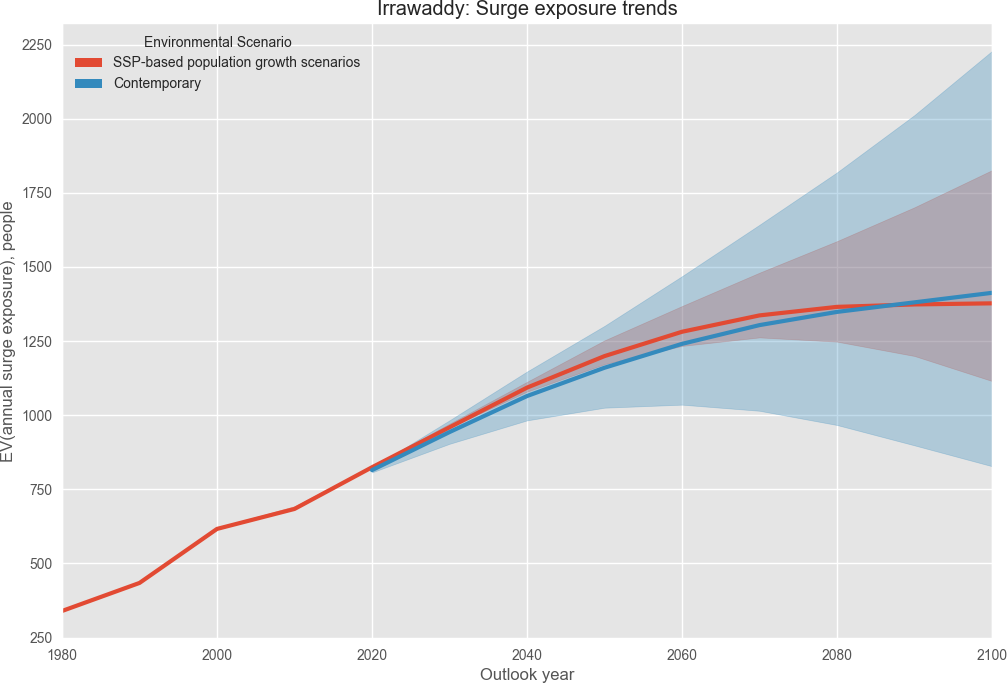 Irrawaddy: Surge exposure trends
Environmental Scenario
SSP-based population growth scenarios
Contemporary
EV(annual surge exposure), people
2250
2000
1750
1500
1250
1000
750
500
250
1980 2000 2020 2040 2060 2080 2100
Outlook year